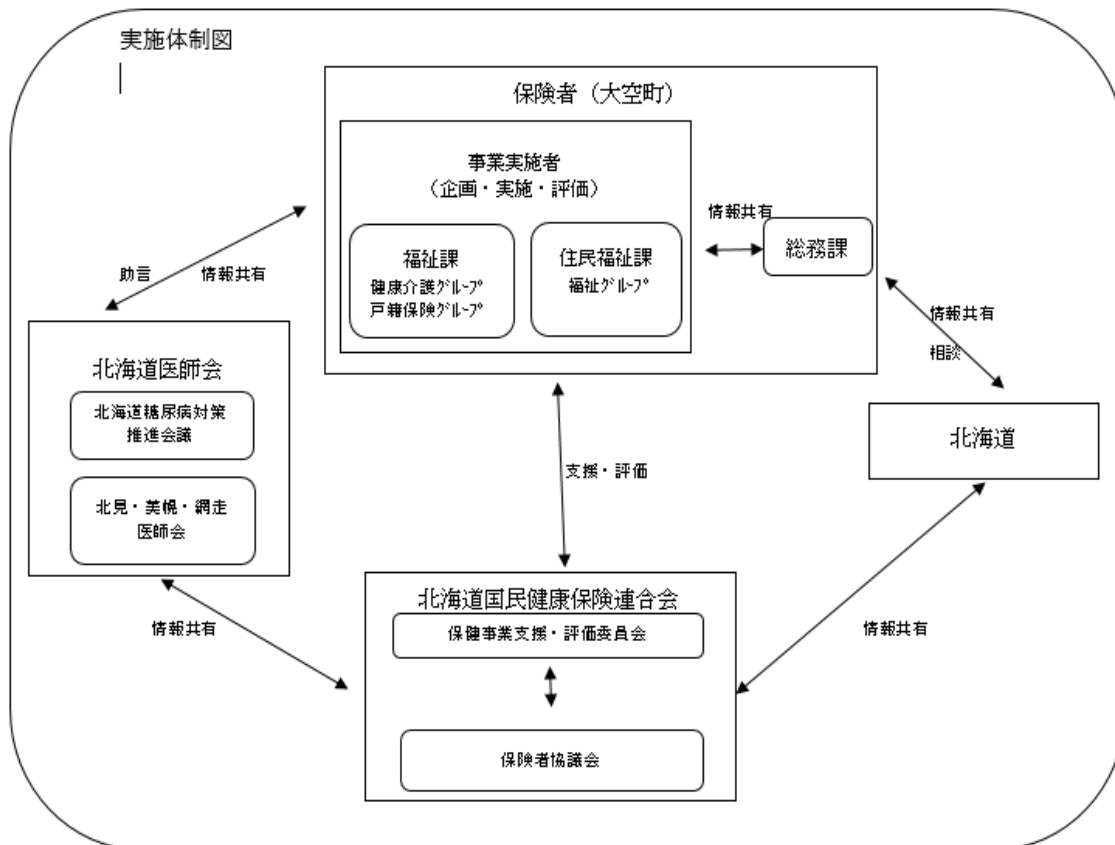 実施体制図
保険者（大空町）
事業実施者
（企画・実施・評価）
情報共有
総務課
福祉課
健康介護ｸﾞﾙｰﾌﾟ
戸籍保険ｸﾞﾙｰﾌﾟ
住民福祉課
福祉ｸﾞﾙｰﾌﾟ
助言
情報共有
情報共有
相談
北海道医師会
北海道糖尿病対策
推進会議
北見・美幌・網走
医師会
北海道
支援・評価
北海道国民健康保険連合会
保健事業支援・評価委員会
保険者協議会
情報共有
情報共有